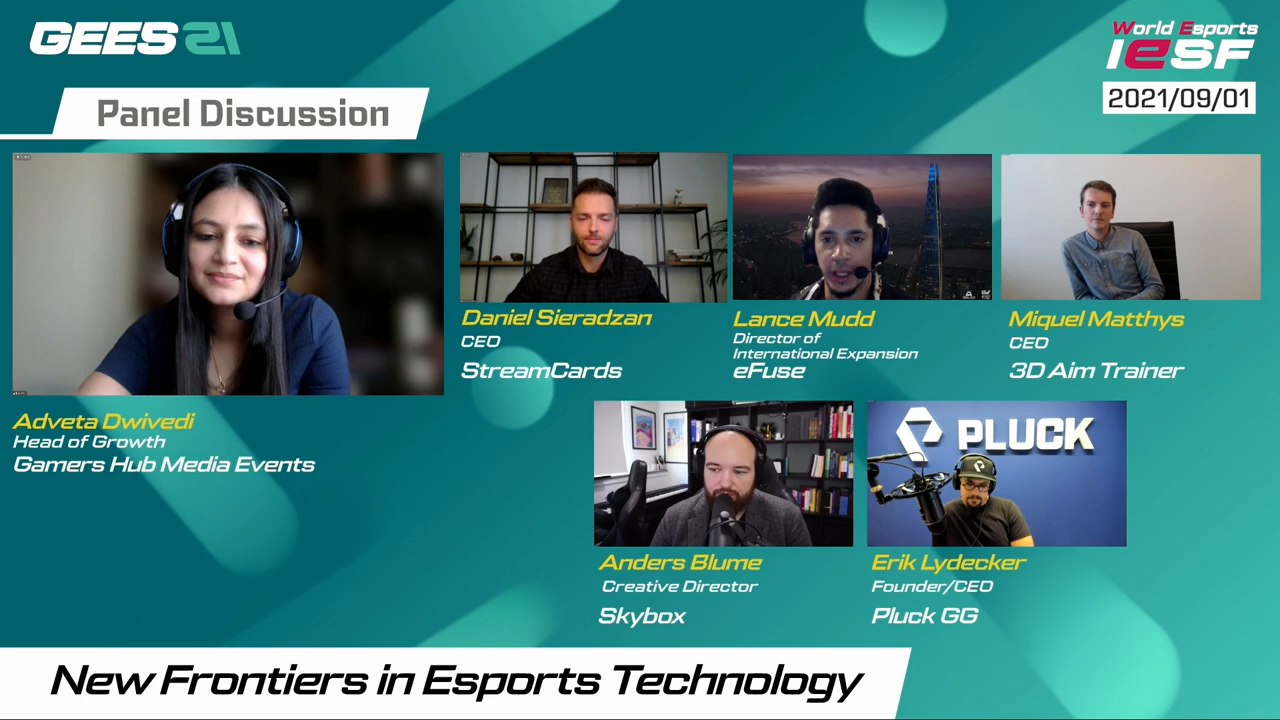 GEES 21
World Esports
IESF
2021/09/01
Panel Discussion
Adveta Dwivedi
Head of Growth
Gamers Hub Media Events
Daniel Sieradzan
CEO
StreamCards
Lance Mudd
Director of
International Expansion
eFuse
Miquel Matthys
CEO
3D Aim Trainer
Anders Blume
Creative Director
Skybox
PLUCK
Erik Lydecker
Founder/CEO
Pluck GG
New Frontiers in Esports Technology